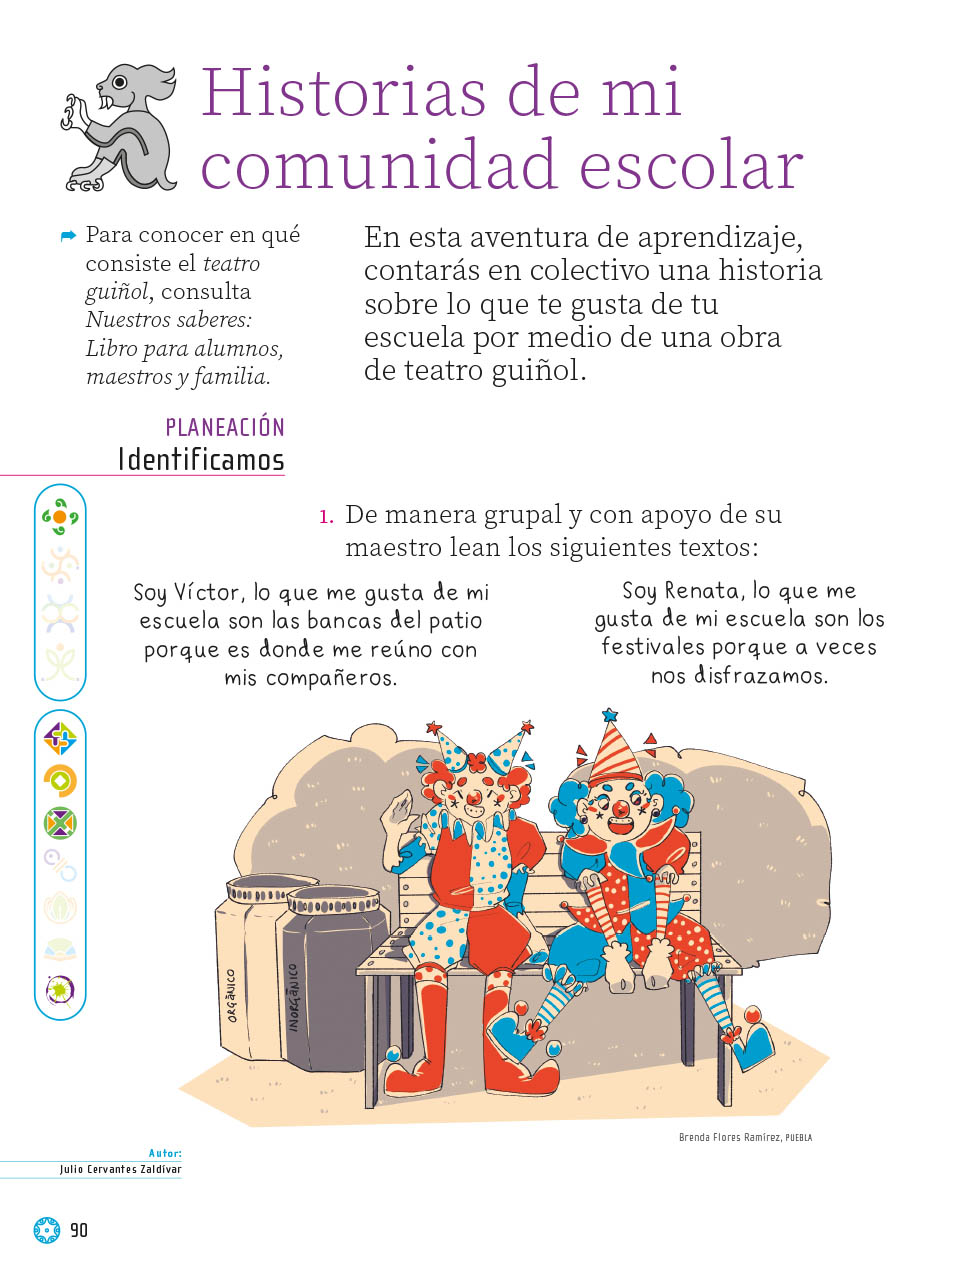 Historias de mi
comunidad escolar
Para conocer en qué
consiste el teatro
guiñol, consulta
Nuestros saberes:
Libro para alumnos,
maestros y familia.
En esta aventura de aprendizaje,
contarás en colectivo una historia
sobre lo que te gusta de tu
escuela por medio de una obra
de teatro guiñol.
PLANEACIÓN
Identificamos
1. De manera grupal y con apoyo de su
maestro lean los siguientes textos:
Soy Víctor, lo que me gusta de mi
escuela son las bancas del patio
porque es donde me reúno con
mis compañeros.
Soy Renata, lo que me
gusta de mi escuela son los
festivales porque a veces
nos disfrazamos.
ORGÁNICO
INORGÁNICO
Brenda Flores Ramírez, PUEBLA
Autor:
Julio Cervantes Zaldívar
90